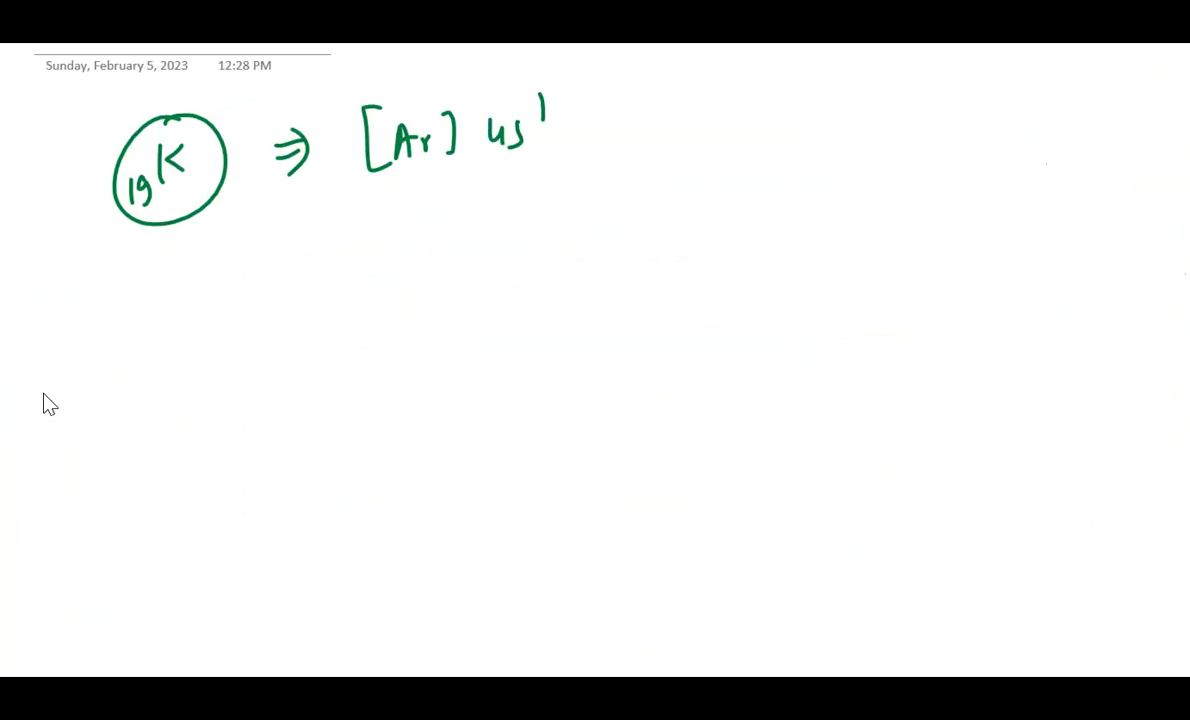 Sunday, February 5, 2023 12:28 PM
₁₉K ⇒ [Ar] 4s¹